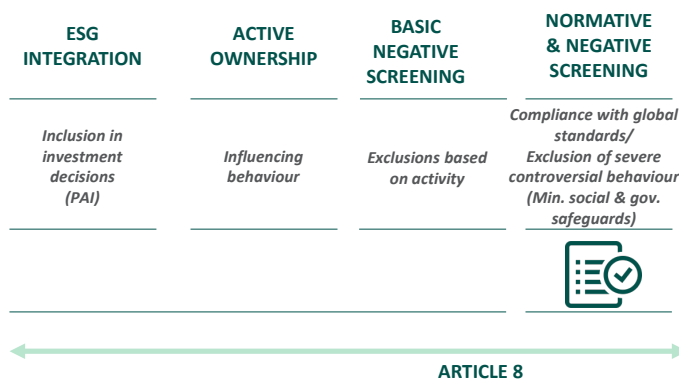 ESG
INTEGRATION
ACTIVE
OWNERSHIP
BASIC
NEGATIVE
SCREENING
NORMATIVE
& NEGATIVE
SCREENING
Inclusion in
investment
decisions
(PAI)
Influencing
behaviour
Exclusions based
on activity
Compliance with global
standards/
Exclusion of severe
controversial behaviour
(Min. social & gov.
safeguards)
ARTICLE 8